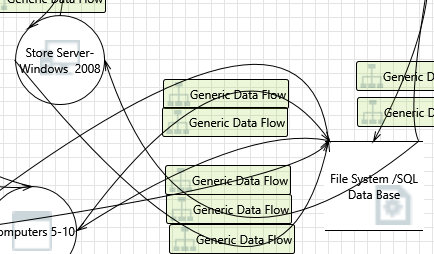 Generic Data Flow
Store Server-
Windows 2008
Generic Data Flow
Generic Data Flow
Generic D
Generic D
Generic Data Flow
Generic Data Flow
Generic Data Flow
File System /SQL
Data Base
omputers 5-10